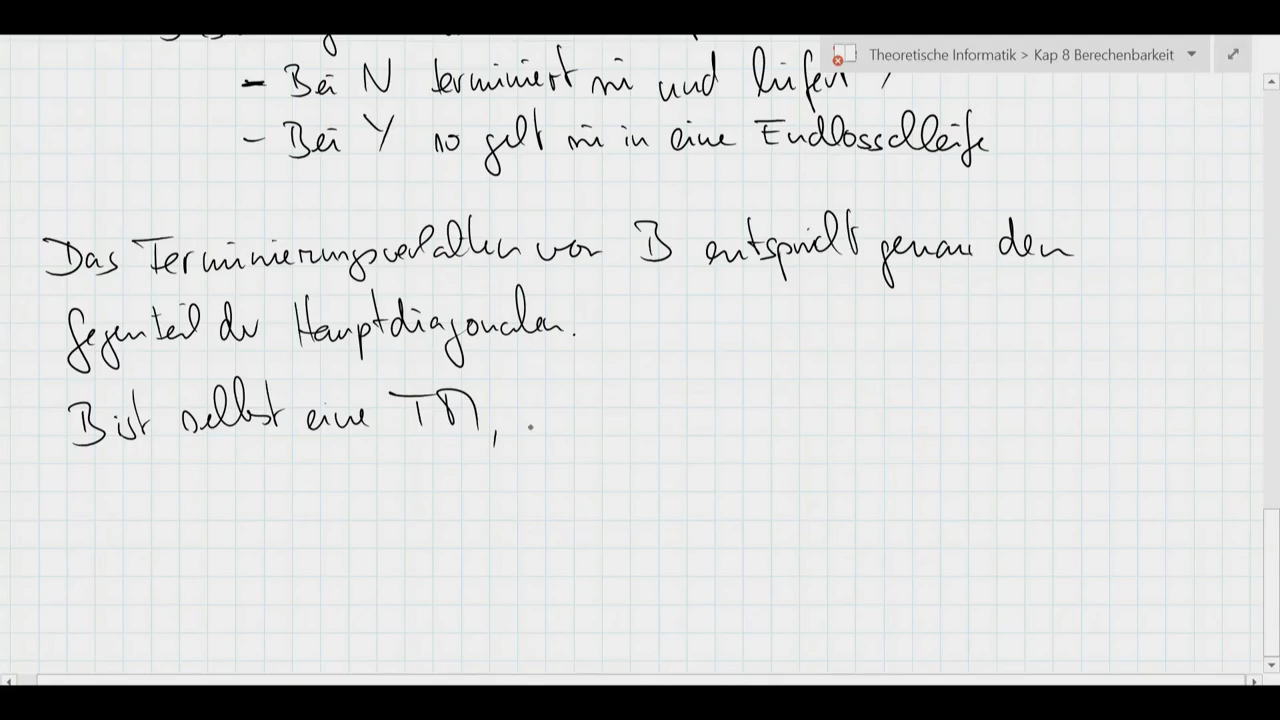 Theoretische Informatik > Kap 8 Berechenbarkeit
- Bei N terminiert sie und liefert
- Bei Y so geht sie in eine Endlosschleife
Das Terminierungsverhalten von B entspricht genau dem
Gegenteil der Hauptdiagonalen.
B ist selbst eine TM,